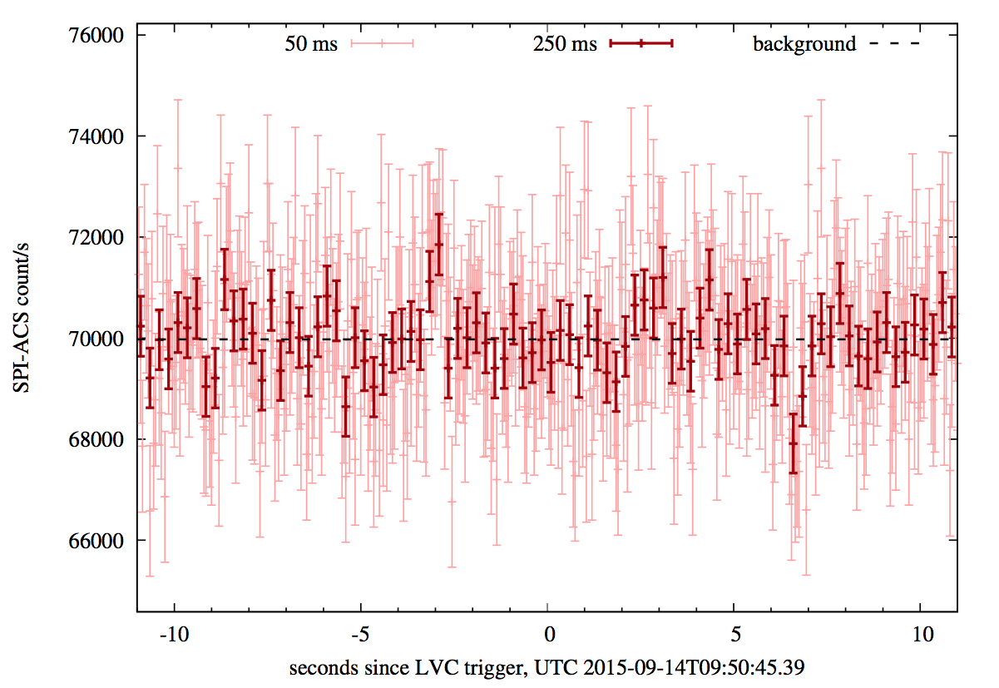 76000
50 ms
250 ms
background
74000
72000
70000
68000
66000
SPI-ACS count/s
-10
-5
0
5
10
seconds since LVC trigger, UTC 2015-09-14T09:50:45.39